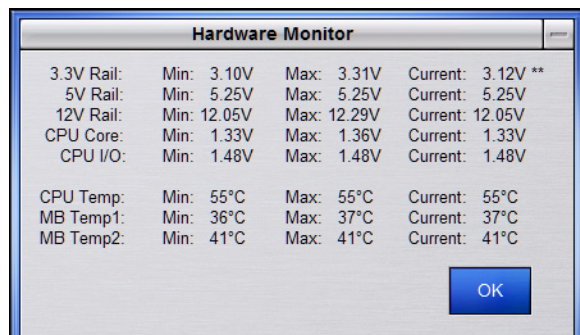 Hardware Monitor
3.3V Rail: Min: 3.10V Max: 3.31V Current: 3.12V **
5V Rail: Min: 5.25V Max: 5.25V Current: 5.25V
12V Rail: Min: 12.05V Max: 12.29V Current: 12.05V
CPU Core: Min: 1.33V Max: 1.36V Current: 1.33V
CPU I/O: Min: 1.48V Max: 1.48V Current: 1.48V
CPU Temp: Min: 55°C Max: 55°C Current: 55°C
MB Temp1: Min: 36°C Max: 37°C Current: 37°C
MB Temp2: Min: 41°C Max: 41°C Current: 41°C
OK